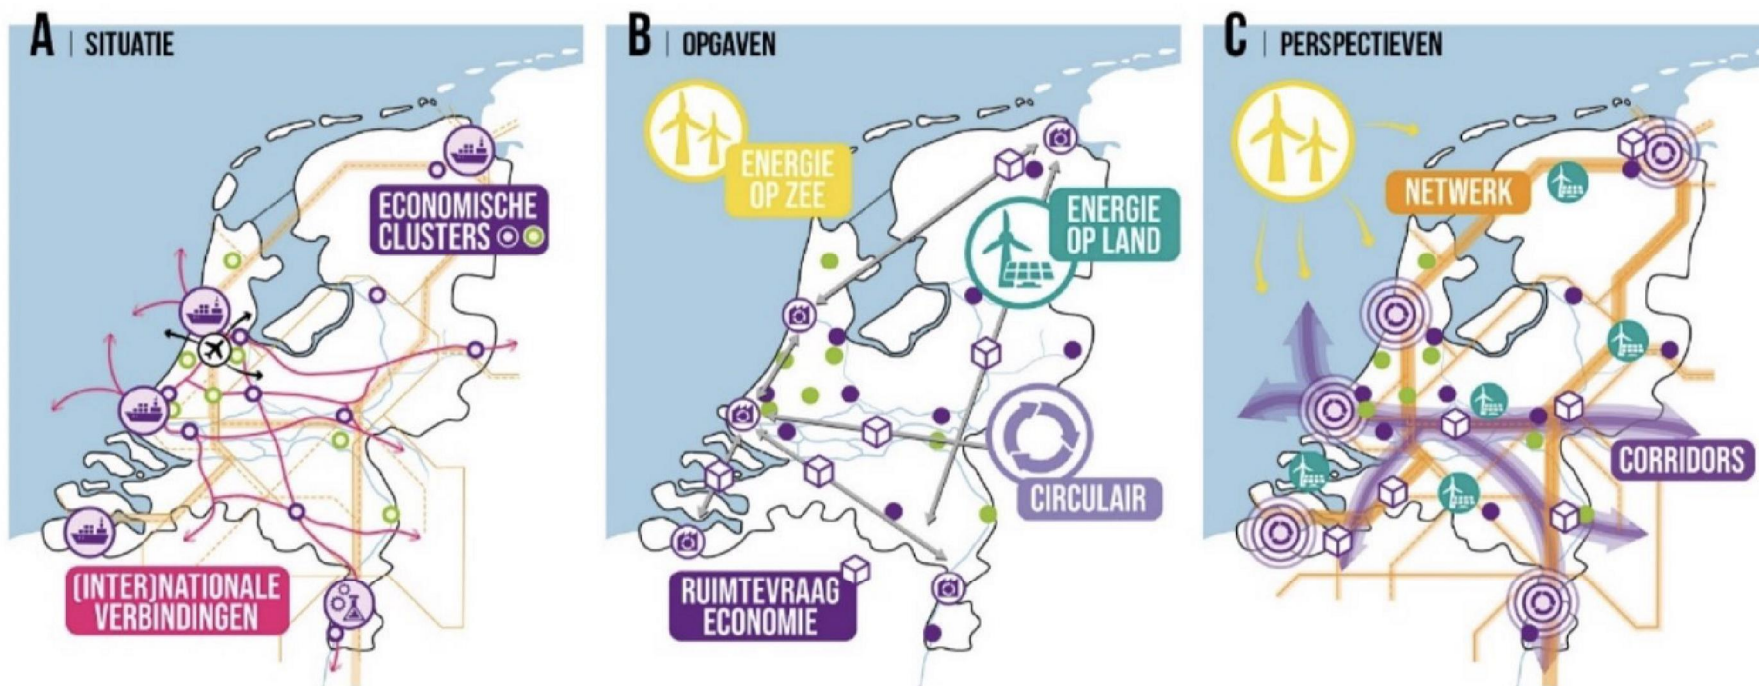 A | SITUATIE
ECONOMISCHE
CLUSTERS
(INTER)NATIONALE
VERBINDINGEN
B | OPGAVEN
ENERGIE
OP ZEE
ENERGIE
OP LAND
CIRCULAIR
RUIMTEVRAAG
ECONOMIE
C | PERSPECTIEVEN
NETWERK
CORRIDORS